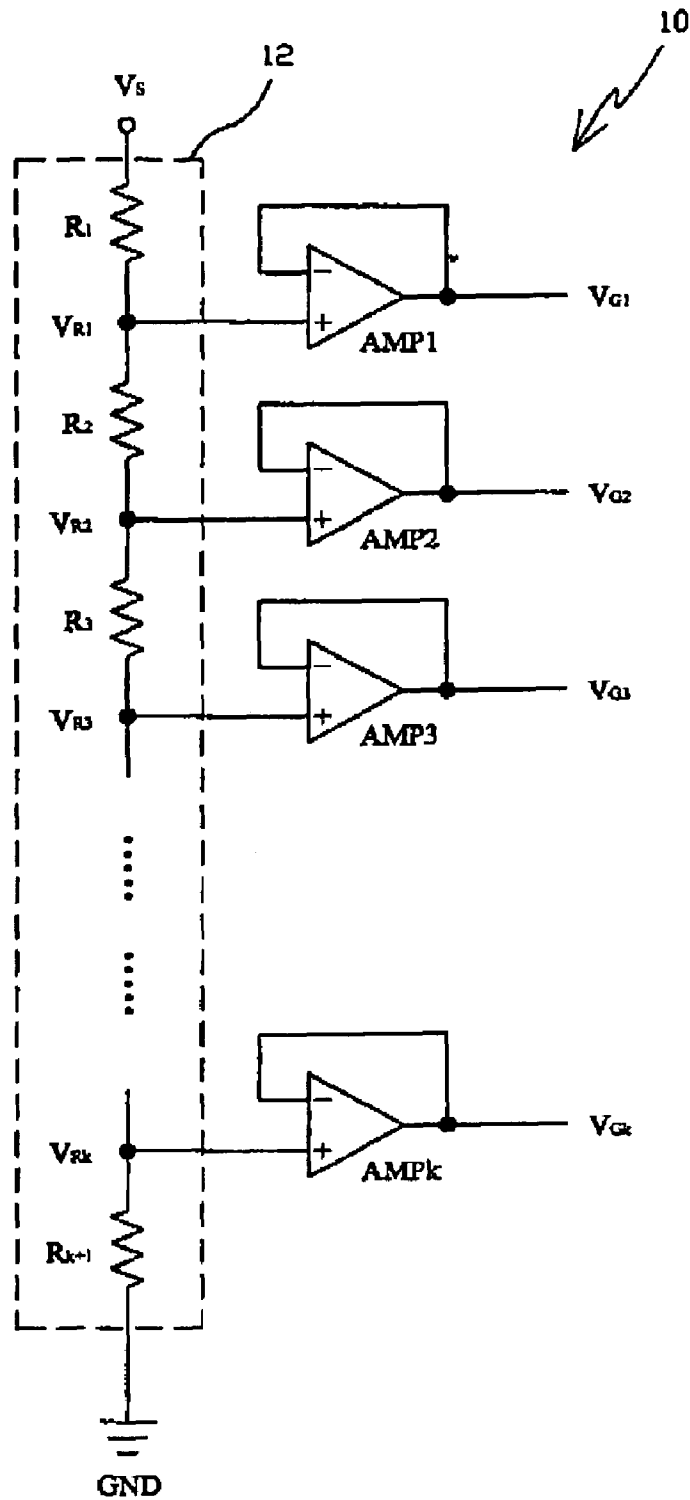 10
12
Vs
R1
VR1
−
+
AMP1
VG1
R2
VR2
−
+
AMP2
VG2
R3
VR3
−
+
AMP3
VG3
VRk
−
+
AMPk
VGk
Rk+1
GND